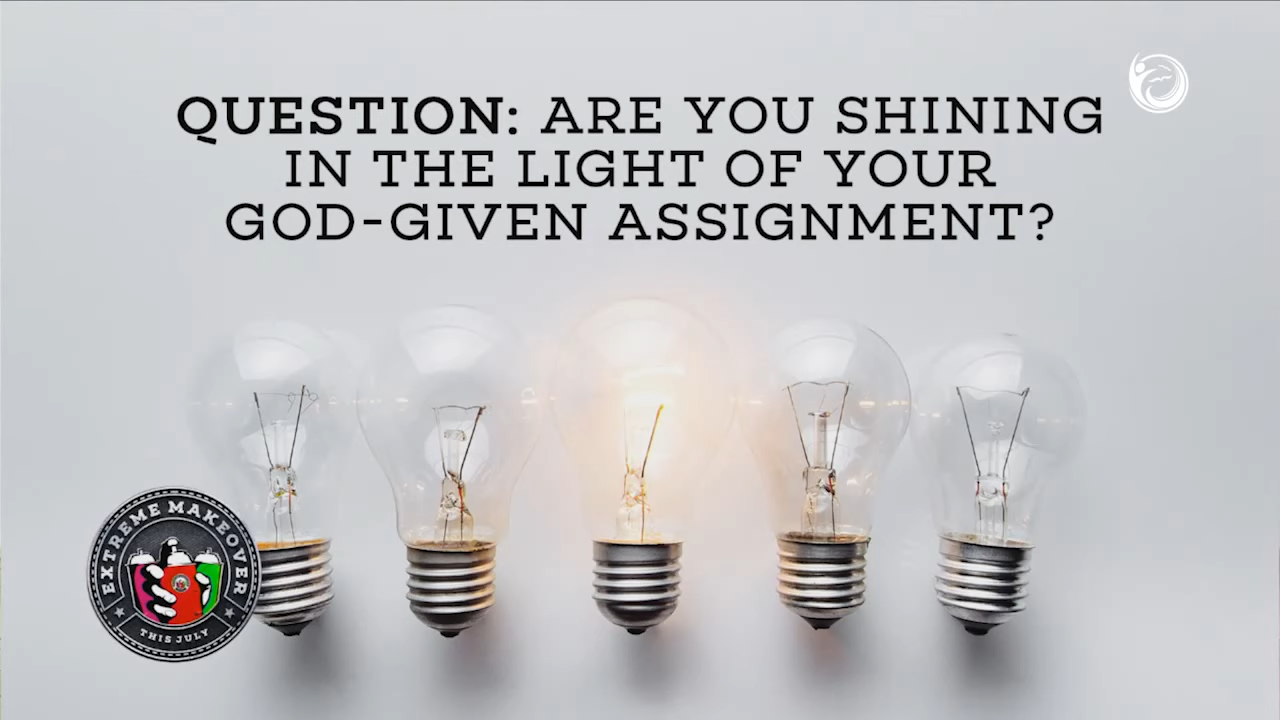 QUESTION: ARE YOU SHINING
IN THE LIGHT OF YOUR
GOD-GIVEN ASSIGNMENT?
EXTREME MAKEOVER
THIS JULY